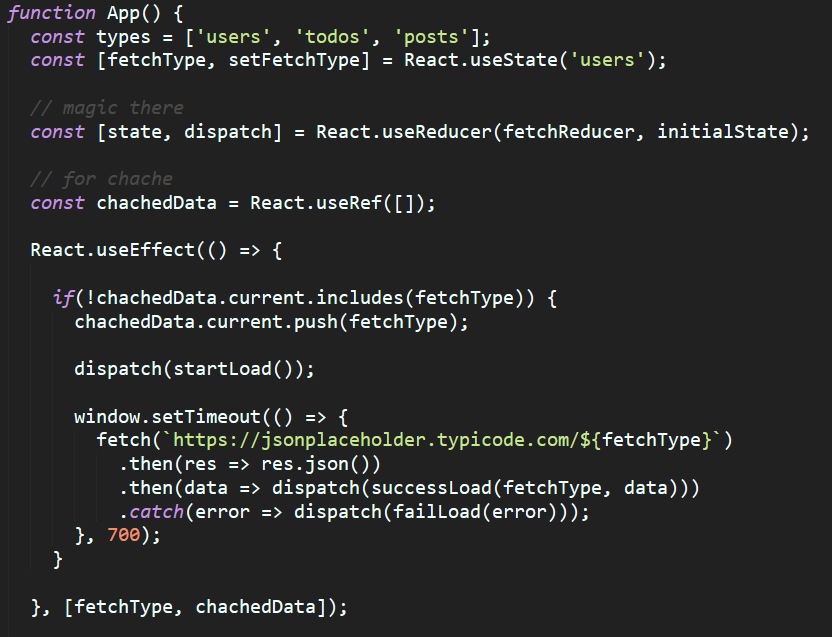 function App() {
const types = ['users', 'todos', 'posts'];
const [fetchType, setFetchType] = React.useState('users');
// magic there
const [state, dispatch] = React.useReducer(fetchReducer, initialState);
// for chache
const chachedData = React.useRef([]);
React.useEffect(() => {
if(!chachedData.current.includes(fetchType)) {
chachedData.current.push(fetchType);
dispatch(startLoad());
window.setTimeout(() => {
fetch(`https://jsonplaceholder.typicode.com/${fetchType}`)
.then(res => res.json())
.then(data => dispatch(successLoad(fetchType, data)))
.catch(error => dispatch(failLoad(error)));
}, 700);
}
}, [fetchType, chachedData]);